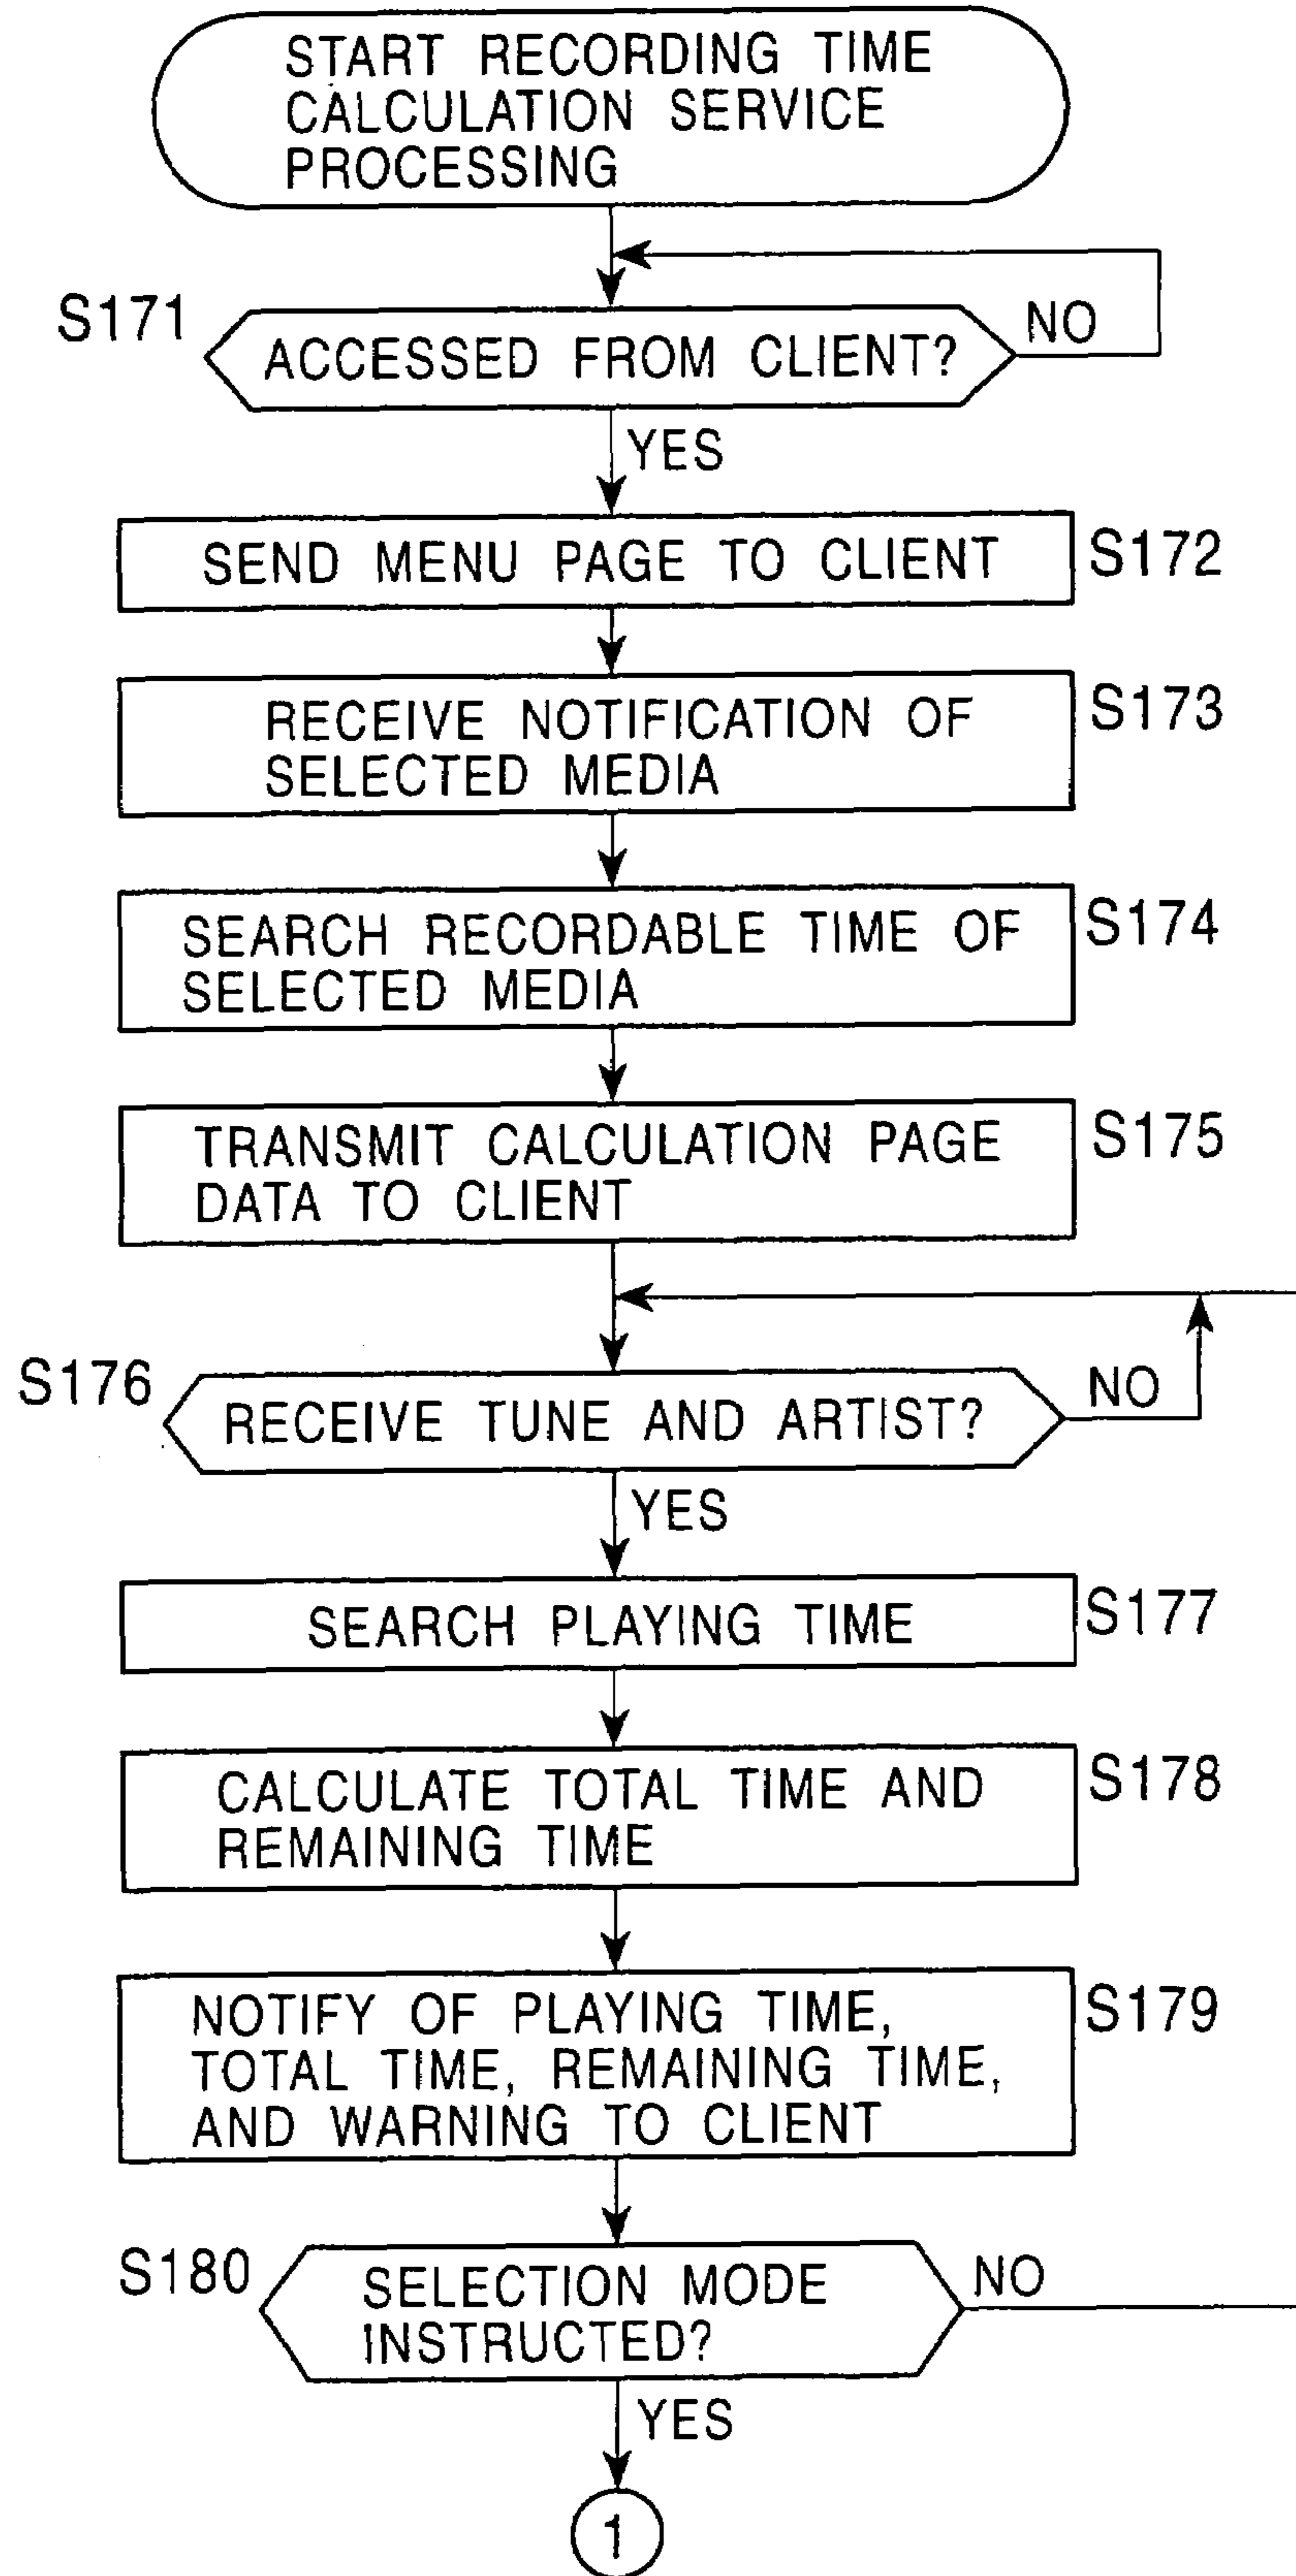 START RECORDING TIME
CALCULATION SERVICE
PROCESSING
S171
ACCESSED FROM CLIENT?
NO
YES
SEND MENU PAGE TO CLIENT
S172
RECEIVE NOTIFICATION OF
SELECTED MEDIA
S173
SEARCH RECORDABLE TIME OF
SELECTED MEDIA
S174
TRANSMIT CALCULATION PAGE
DATA TO CLIENT
S175
S176
RECEIVE TUNE AND ARTIST?
NO
YES
SEARCH PLAYING TIME
S177
CALCULATE TOTAL TIME AND
REMAINING TIME
S178
NOTIFY OF PLAYING TIME,
TOTAL TIME, REMAINING TIME,
AND WARNING TO CLIENT
S179
S180
SELECTION MODE
INSTRUCTED?
NO
YES
1